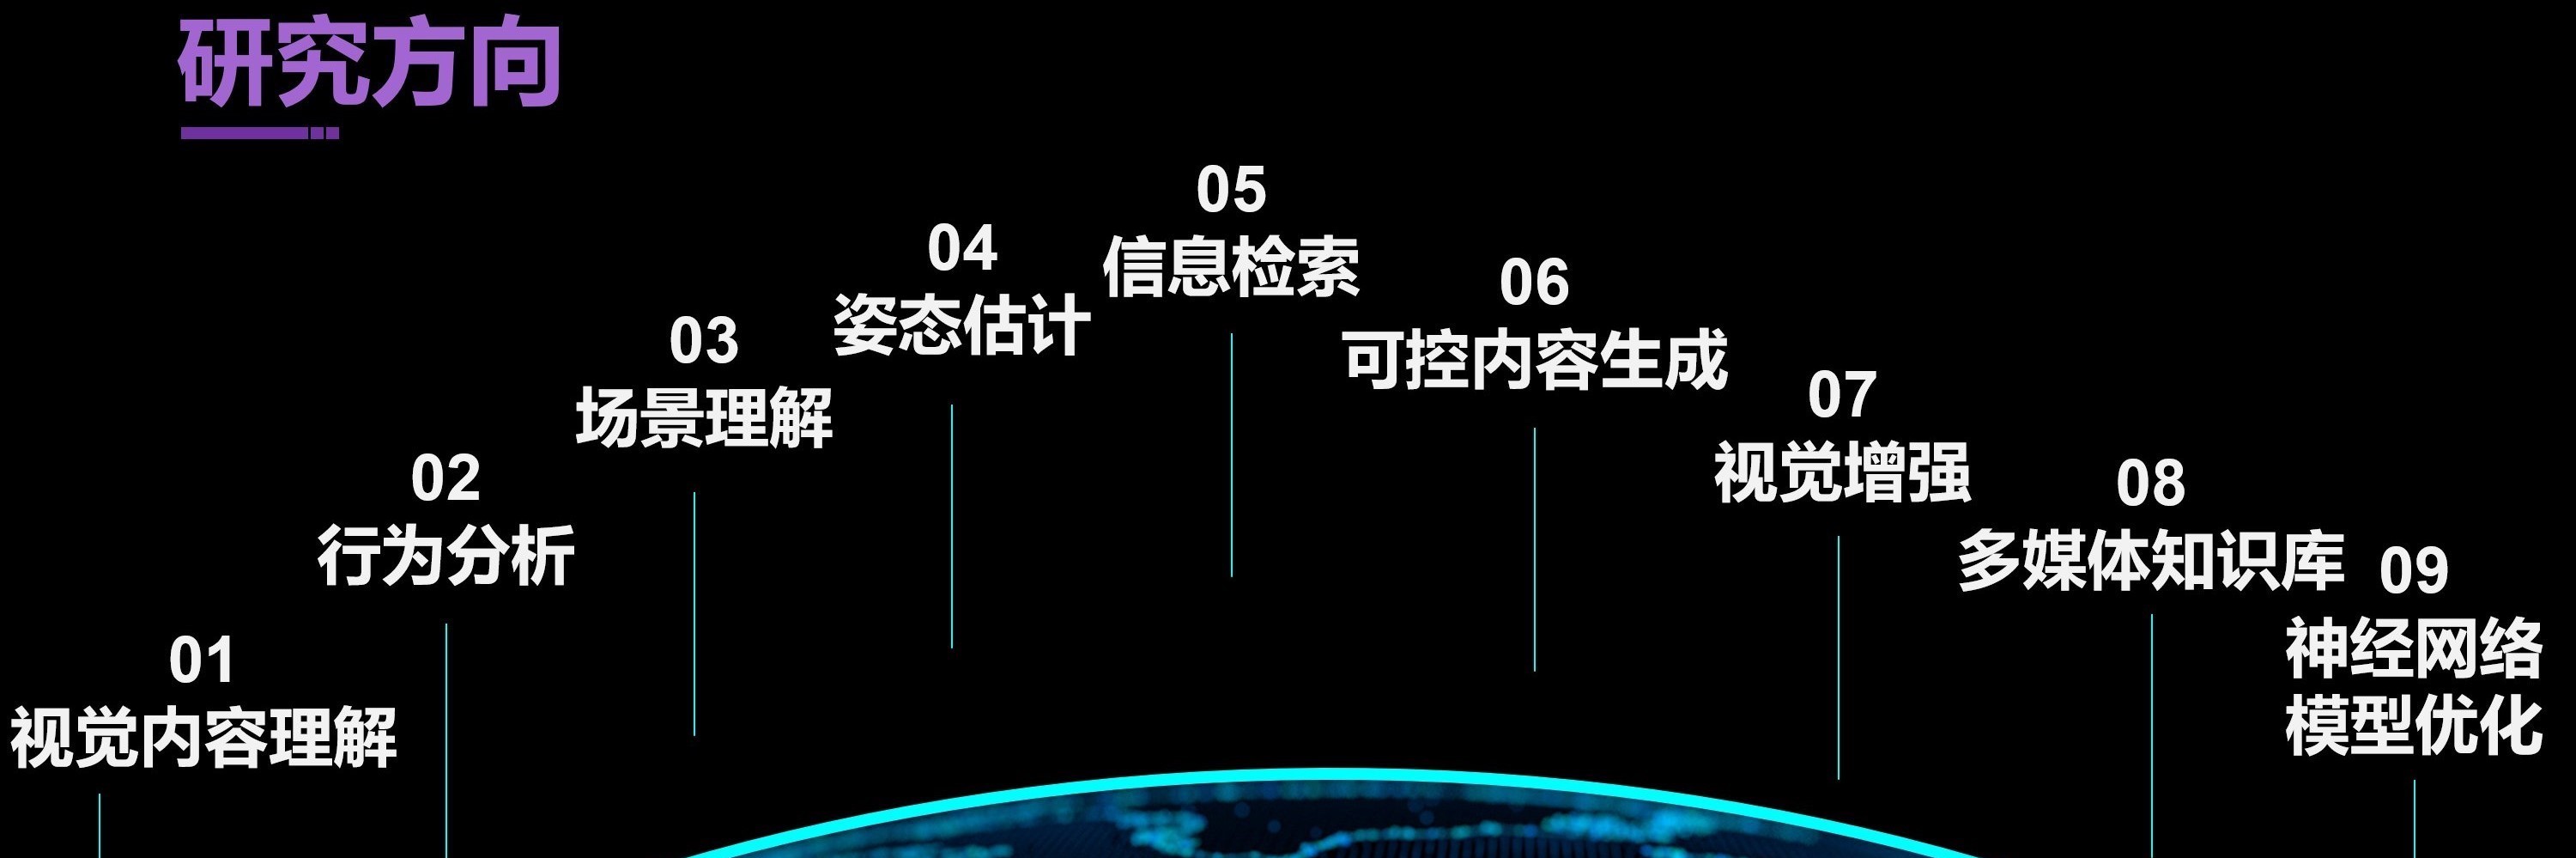 研究方向
01
视觉内容理解
02
行为分析
03
场景理解
04
姿态估计
05
信息检索
06
可控内容生成
07
视觉增强
08
多媒体知识库
09
神经网络
模型优化